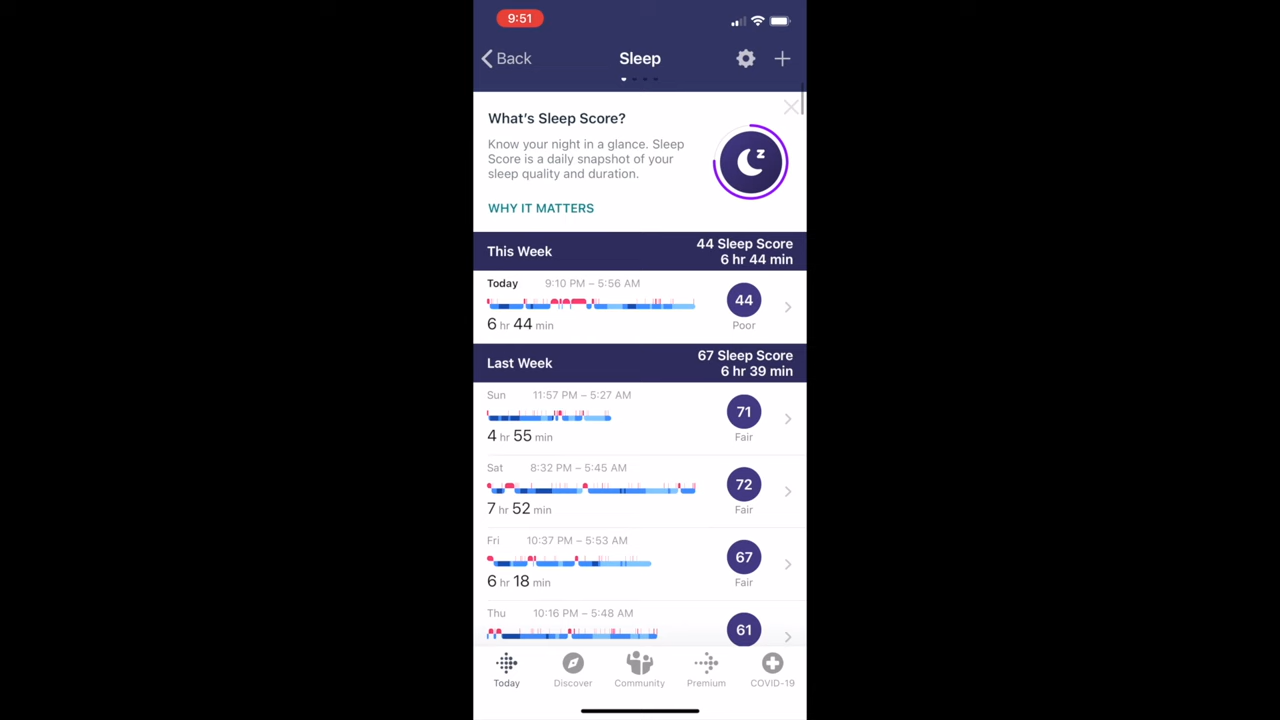 9:51
Back
Sleep
What's Sleep Score?
Know your night in a glance. Sleep
Score is a daily snapshot of your
sleep quality and duration.
WHY IT MATTERS
This Week
44 Sleep Score
6 hr 44 min
Today 9:10 PM – 5:56 AM
6 hr 44 min
44
Poor
Last Week
67 Sleep Score
6 hr 39 min
Sun 11:57 PM – 5:27 AM
4 hr 55 min
71
Fair
Sat 8:32 PM – 5:45 AM
7 hr 52 min
72
Fair
Fri 10:37 PM – 5:53 AM
6 hr 18 min
67
Fair
Thu 10:16 PM – 5:48 AM
61
Today Discover Community Premium COVID-19